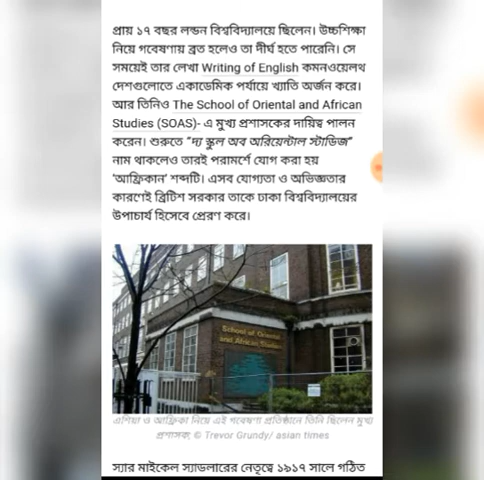 প্রায় ১৭ বছর লন্ডন বিশ্ববিদ্যালয়ে ছিলেন। উচ্চশিক্ষা
নিয়ে গবেষণায় ব্রত হলেও তা দীর্ঘ হতে পারেনি। সে
সময়েই তার লেখা Writing of English কমনওয়েলথ
দেশগুলোতে একাডেমিক পর্যায়ে খ্যাতি অর্জন করে।
আর তিনিও The School of Oriental and African
Studies (SOAS)- এ মুখ্য প্রশাসকের দায়িত্ব পালন
করেন। শুরুতে "দ্য স্কুল অব অরিয়েন্টাল স্টাডিজ"
নাম থাকলেও তারই পরামর্শে যোগ করা হয়
'আফ্রিকান' শব্দটি। এসব যোগ্যতা ও অভিজ্ঞতার
কারণেই ব্রিটিশ সরকার তাকে ঢাকা বিশ্ববিদ্যালয়ের
উপাচার্য হিসেবে প্রেরণ করে।
School of Oriental
and African Studies
এশিয়া ও আফ্রিকা নিয়ে এই গবেষণা প্রতিষ্ঠানে তিনি ছিলেন মুখ্য
প্রশাসক; © Trevor Grundy/ asian times
স্যার মাইকেল স্যাডলারের নেতৃত্বে ১৯১৭ সালে গঠিত